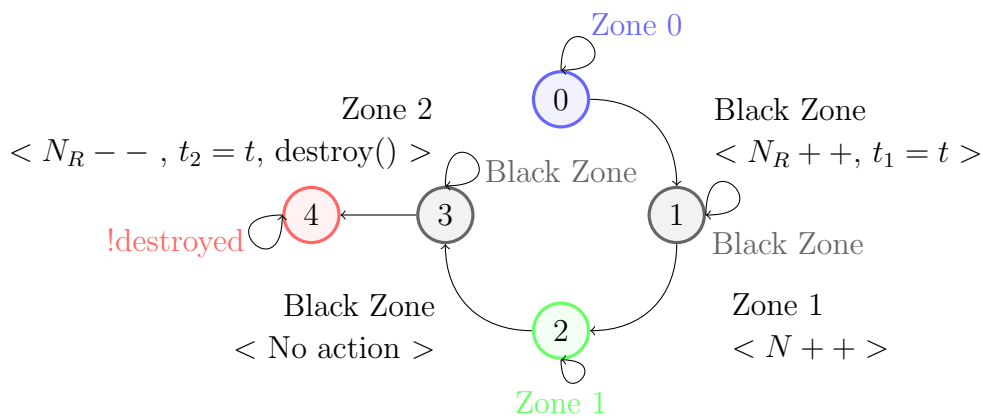 Zone 0
0
Zone 2
< N_R - - , t_2 = t, destroy() >
Black Zone
< N_R + +, t_1 = t >
Black Zone
4
3
1
!destroyed
Black Zone
Black Zone
< No action >
2
Zone 1
< N + + >
Zone 1